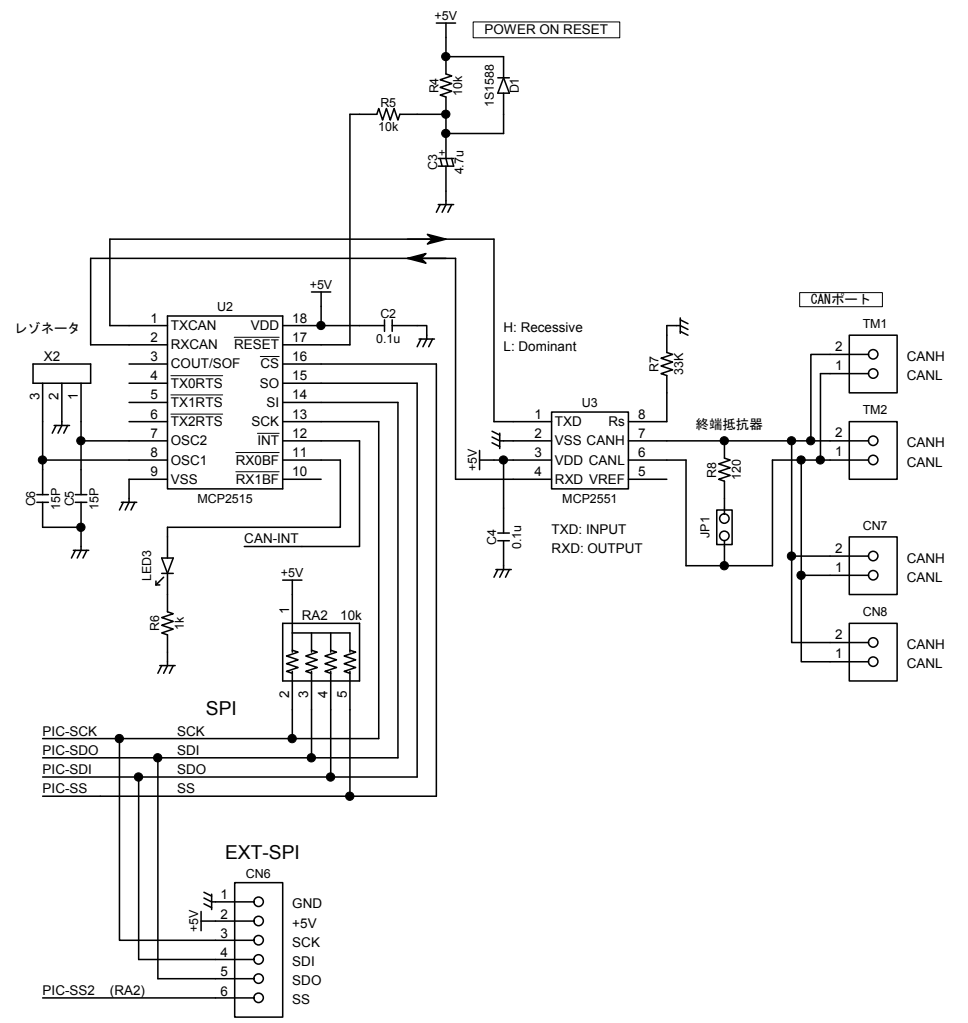 +5V
POWER ON RESET
R4
10k
1S1588
D1
R5
10k
C3
+
4.7u
+5V
U2
C2
0.1u
レゾネータ
X2
3
2
1
1 TXCAN VDD 18
2 RXCAN RESET 17
3 COUT/SOF CS 16
4 TX0RTS SO 15
5 TX1RTS SI 14
6 TX2RTS SCK 13
7 OSC2 INT 12
8 OSC1 RX0BF 11
9 VSS RX1BF 10
MCP2515
C6
15P
C5
15P
H: Recessive
L: Dominant
R7
33K
U3
1 TXD Rs 8
2 VSS CANH 7
3 VDD CANL 6
4 RXD VREF 5
MCP2551
+5V
C4
0.1u
TXD: INPUT
RXD: OUTPUT
終端抵抗器
R8
120
JP1
CANポート
TM1
2 CANH
1 CANL
TM2
2 CANH
1 CANL
CN7
2 CANH
1 CANL
CN8
2 CANH
1 CANL
CAN-INT
LED3
R6
1k
+5V
1
RA2 10k
2
3
4
5
SPI
PIC-SCK SCK
PIC-SDO SDI
PIC-SDI SDO
PIC-SS SS
EXT-SPI
CN6
1 GND
+5V
2 +5V
3 SCK
4 SDI
5 SDO
PIC-SS2 (RA2) 6 SS